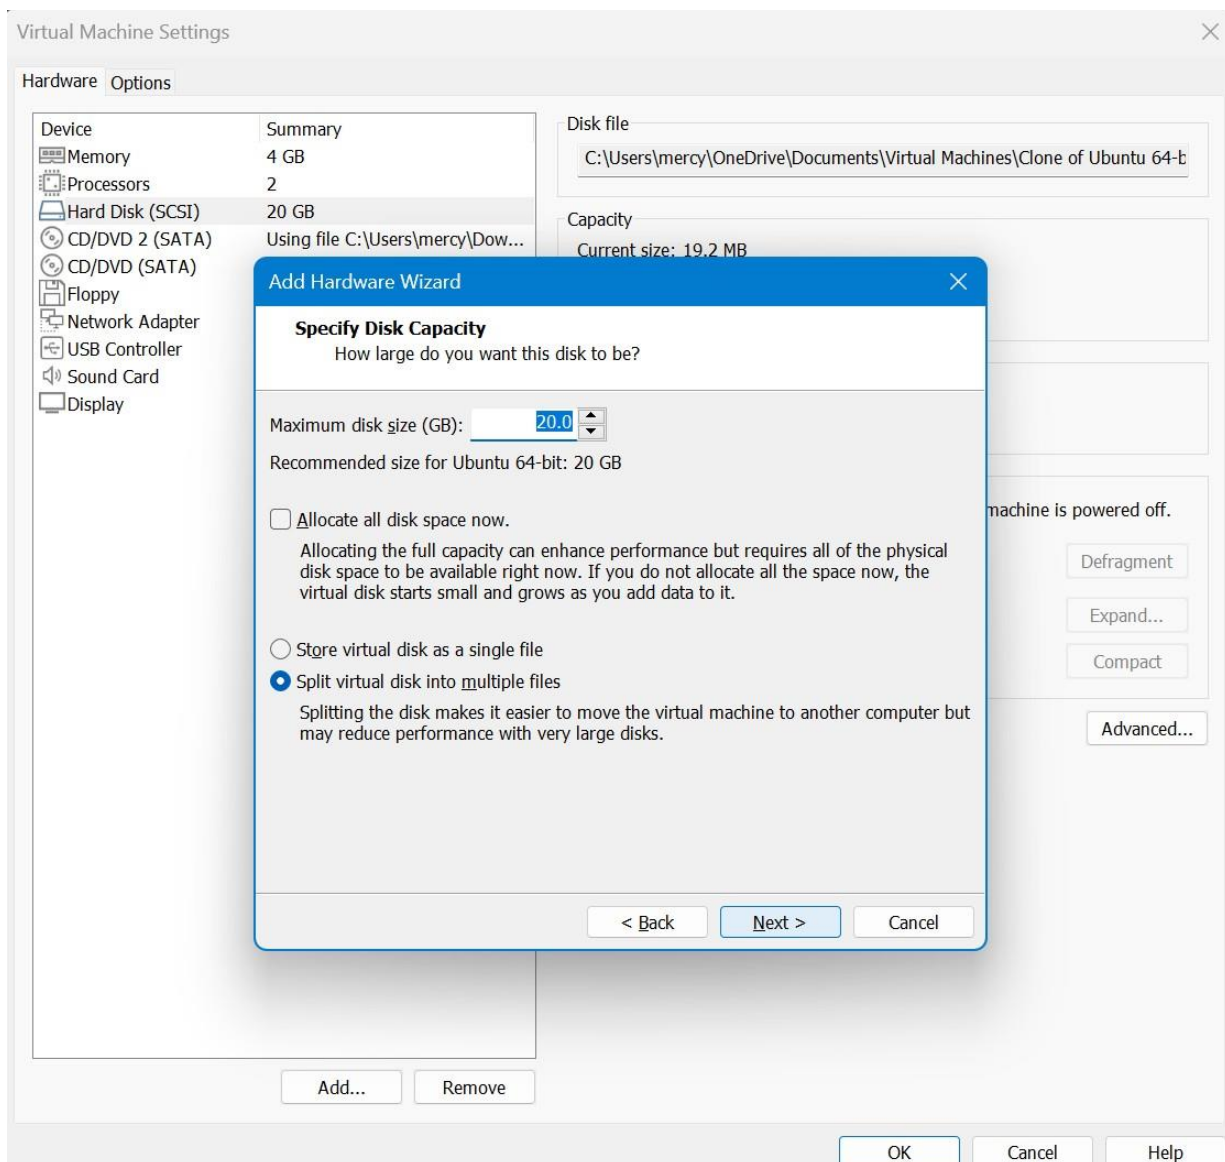 Virtual Machine Settings
Hardware Options
Device Summary
Memory 4 GB
Processors 2
Hard Disk (SCSI) 20 GB
CD/DVD 2 (SATA) Using file C:\Users\mercy\Dow...
CD/DVD (SATA)
Floppy
Network Adapter
USB Controller
Sound Card
Display
Add... Remove
Disk file
C:\Users\mercy\OneDrive\Documents\Virtual Machines\Clone of Ubuntu 64-b
Capacity
Current size: 19.2 MB
machine is powered off.
Defragment
Expand...
Compact
Advanced...
Add Hardware Wizard
Specify Disk Capacity
How large do you want this disk to be?
Maximum disk size (GB): 20.0
Recommended size for Ubuntu 64-bit: 20 GB
Allocate all disk space now.
Allocating the full capacity can enhance performance but requires all of the physical
disk space to be available right now. If you do not allocate all the space now, the
virtual disk starts small and grows as you add data to it.
Store virtual disk as a single file
Split virtual disk into multiple files
Splitting the disk makes it easier to move the virtual machine to another computer but
may reduce performance with very large disks.
< Back Next > Cancel
OK Cancel Help